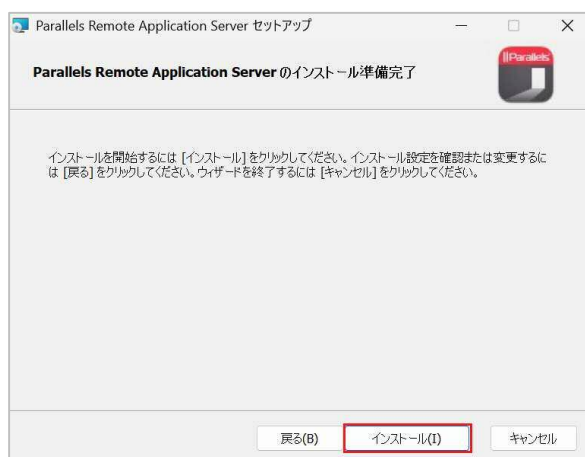 Parallels Remote Application Server セットアップ
Parallels Remote Application Server のインストール準備完了
||Parallels
インストールを開始するには [インストール] をクリックしてください。インストール設定を確認または変更するに
は [戻る] をクリックしてください。ウィザードを終了するには [キャンセル] をクリックしてください。
戻る(B)
インストール(I)
キャンセル